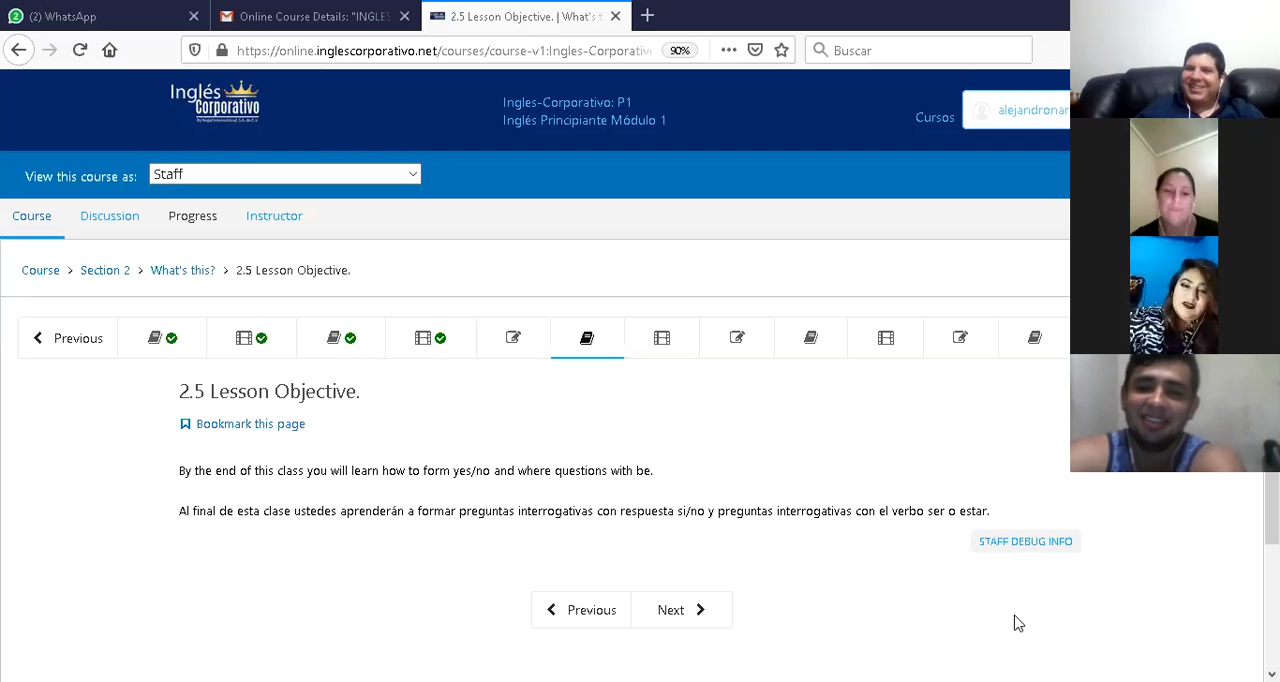 (2) WhatsApp
Online Course Details: "INGLES
2.5 Lesson Objective. | What's t
https://online.inglescorporativo.net/courses/course-v1:Ingles-Corporativ
90%
Buscar
Inglés
Corporativo
Ingles-Corporativo: P1
Inglés Principiante Módulo 1
Cursos
alejandronar
View this course as:
Staff
Course
Discussion
Progress
Instructor
Course > Section 2 > What's this? > 2.5 Lesson Objective.
Previous
2.5 Lesson Objective.
Bookmark this page
By the end of this class you will learn how to form yes/no and where questions with be.
Al final de esta clase ustedes aprenderán a formar preguntas interrogativas con respuesta si/no y preguntas interrogativas con el verbo ser o estar.
STAFF DEBUG INFO
Previous
Next